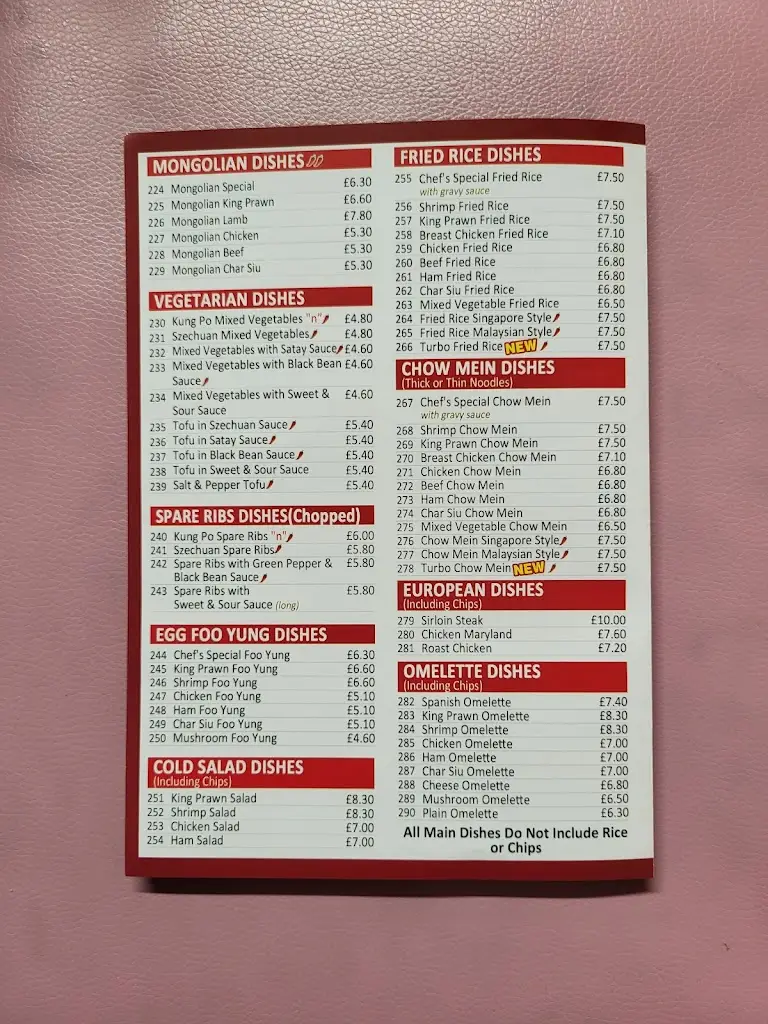 MONGOLIAN DISHES
224 Mongolian Special £6.30
225 Mongolian King Prawn £6.60
226 Mongolian Lamb £7.80
227 Mongolian Chicken £5.30
228 Mongolian Beef £5.30
229 Mongolian Char Siu £5.30
VEGETARIAN DISHES
230 Kung Po Mixed Vegetables "n" £4.80
231 Szechuan Mixed Vegetables £4.80
232 Mixed Vegetables with Satay Sauce £4.60
233 Mixed Vegetables with Black Bean £4.60
Sauce
234 Mixed Vegetables with Sweet & £4.60
Sour Sauce
235 Tofu in Szechuan Sauce £5.40
236 Tofu in Satay Sauce £5.40
237 Tofu in Black Bean Sauce £5.40
238 Tofu in Sweet & Sour Sauce £5.40
239 Salt & Pepper Tofu £5.40
SPARE RIBS DISHES(Chopped)
240 Kung Po Spare Ribs "n" £6.00
241 Szechuan Spare Ribs £5.80
242 Spare Ribs with Green Pepper & £5.80
Black Bean Sauce
243 Spare Ribs with £5.80
Sweet & Sour Sauce (long)
EGG FOO YUNG DISHES
244 Chef's Special Foo Yung £6.30
245 King Prawn Foo Yung £6.60
246 Shrimp Foo Yung £6.60
247 Chicken Foo Yung £5.10
248 Ham Foo Yung £5.10
249 Char Siu Foo Yung £5.10
250 Mushroom Foo Yung £4.60
COLD SALAD DISHES
(Including Chips)
251 King Prawn Salad £8.30
252 Shrimp Salad £8.30
253 Chicken Salad £7.00
254 Ham Salad £7.00
FRIED RICE DISHES
255 Chef's Special Fried Rice £7.50
with gravy sauce
256 Shrimp Fried Rice £7.50
257 King Prawn Fried Rice £7.50
258 Breast Chicken Fried Rice £7.10
259 Chicken Fried Rice £6.80
260 Beef Fried Rice £6.80
261 Ham Fried Rice £6.80
262 Char Siu Fried Rice £6.80
263 Mixed Vegetable Fried Rice £6.50
264 Fried Rice Singapore Style £7.50
265 Fried Rice Malaysian Style £7.50
266 Turbo Fried Rice NEW £7.50
CHOW MEIN DISHES
(Thick or Thin Noodles)
267 Chef's Special Chow Mein £7.50
with gravy sauce
268 Shrimp Chow Mein £7.50
269 King Prawn Chow Mein £7.50
270 Breast Chicken Chow Mein £7.10
271 Chicken Chow Mein £6.80
272 Beef Chow Mein £6.80
273 Ham Chow Mein £6.80
274 Char Siu Chow Mein £6.80
275 Mixed Vegetable Chow Mein £6.50
276 Chow Mein Singapore Style £7.50
277 Chow Mein Malaysian Style £7.50
278 Turbo Chow Mein NEW £7.50
EUROPEAN DISHES
(Including Chips)
279 Sirloin Steak £10.00
280 Chicken Maryland £7.60
281 Roast Chicken £7.20
OMELETTE DISHES
(Including Chips)
282 Spanish Omelette £7.40
283 King Prawn Omelette £8.30
284 Shrimp Omelette £8.30
285 Chicken Omelette £7.00
286 Ham Omelette £7.00
287 Char Siu Omelette £7.00
288 Cheese Omelette £6.80
289 Mushroom Omelette £6.50
290 Plain Omelette £6.30
All Main Dishes Do Not Include Rice
or Chips